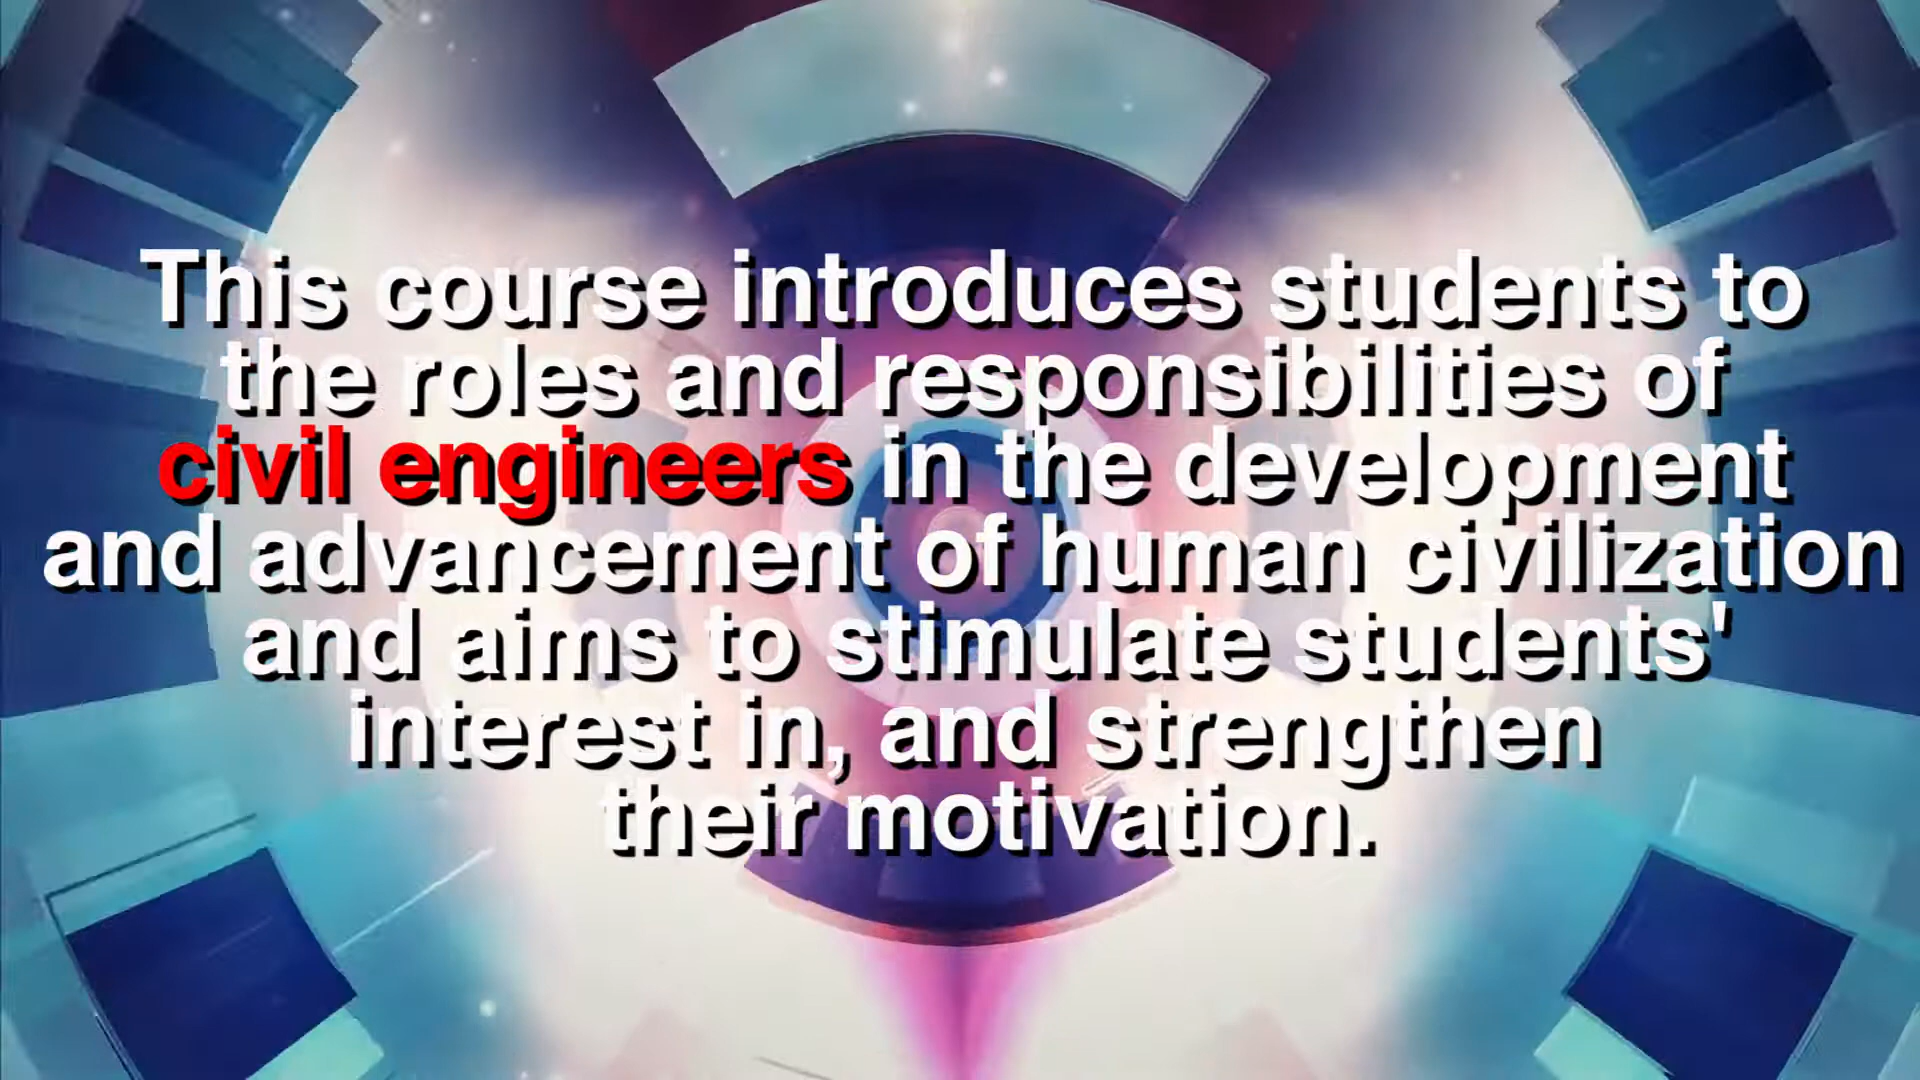 This course introduces students to
the roles and responsibilities of
civil engineers in the development
and advancement of human civilization
and aims to stimulate students'
interest in, and strengthen
their motivation.